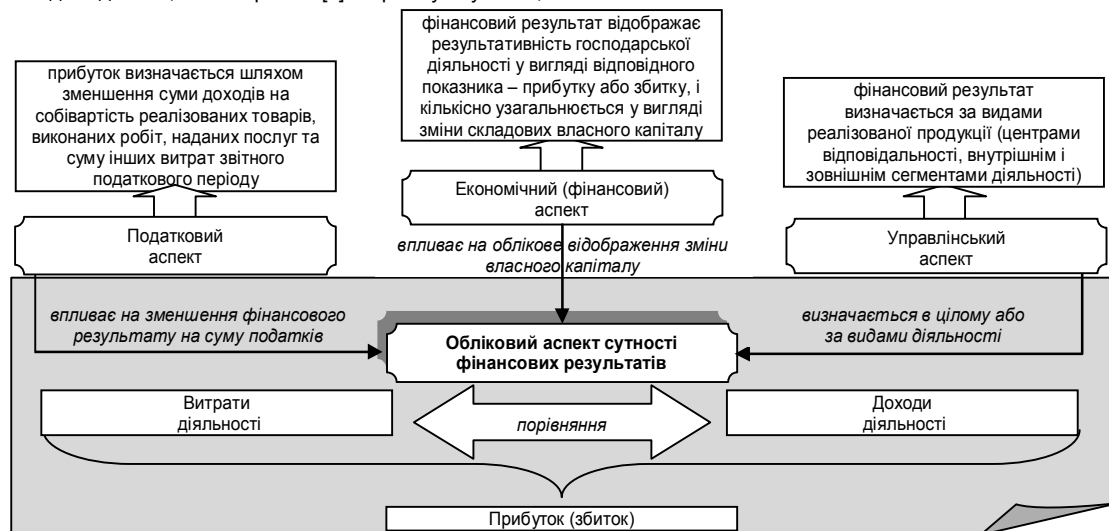 фінансовий результат відображає
результативність господарської
діяльності у вигляді відповідного
показника – прибутку або збитку, і
кількісно узагальнюється у вигляді
зміни складових власного капіталу
прибуток визначається шляхом
зменшення суми доходів на
собівартість реалізованих товарів,
виконаних робіт, наданих послуг та
суму інших витрат звітного
податкового періоду
фінансовий результат
визначається за видами
реалізованої продукції (центрами
відповідальності, внутрішнім і
зовнішнім сегментами діяльності)
Економічний (фінансовий)
аспект
Податковий
аспект
Управлінський
аспект
впливає на облікове відображення зміни
власного капіталу
впливає на зменшення фінансового
результату на суму податків
визначається в цілому або
за видами діяльності
Обліковий аспект сутності
фінансових результатів
Витрати
діяльності
порівняння
Доходи
діяльності
Прибуток (збиток)